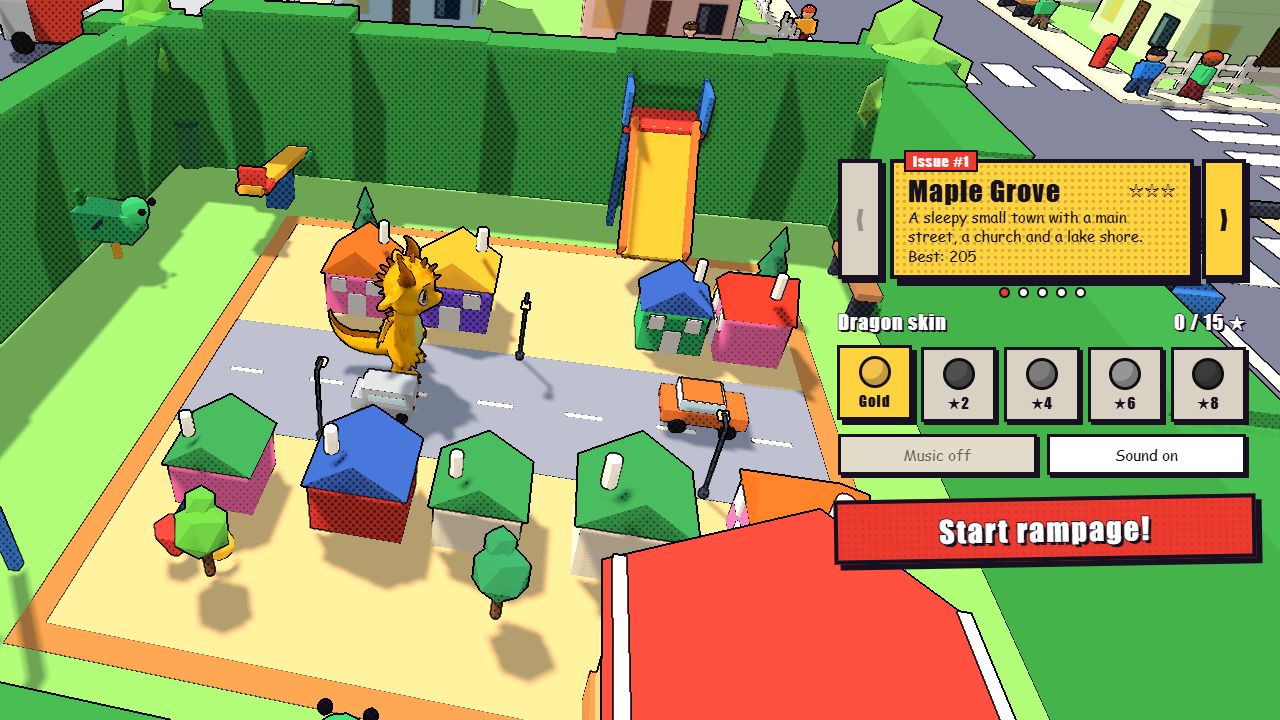 Issue #1
Maple Grove ☆☆☆
A sleepy small town with a main
street, a church and a lake shore.
Best: 205
Dragon skin 0 / 15 ★
Gold ★2 ★4 ★6 ★8
Music off Sound on
Start rampage!